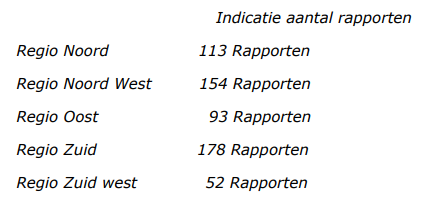 Indicatie aantal rapporten
Regio Noord 113 Rapporten
Regio Noord West 154 Rapporten
Regio Oost 93 Rapporten
Regio Zuid 178 Rapporten
Regio Zuid west 52 Rapporten